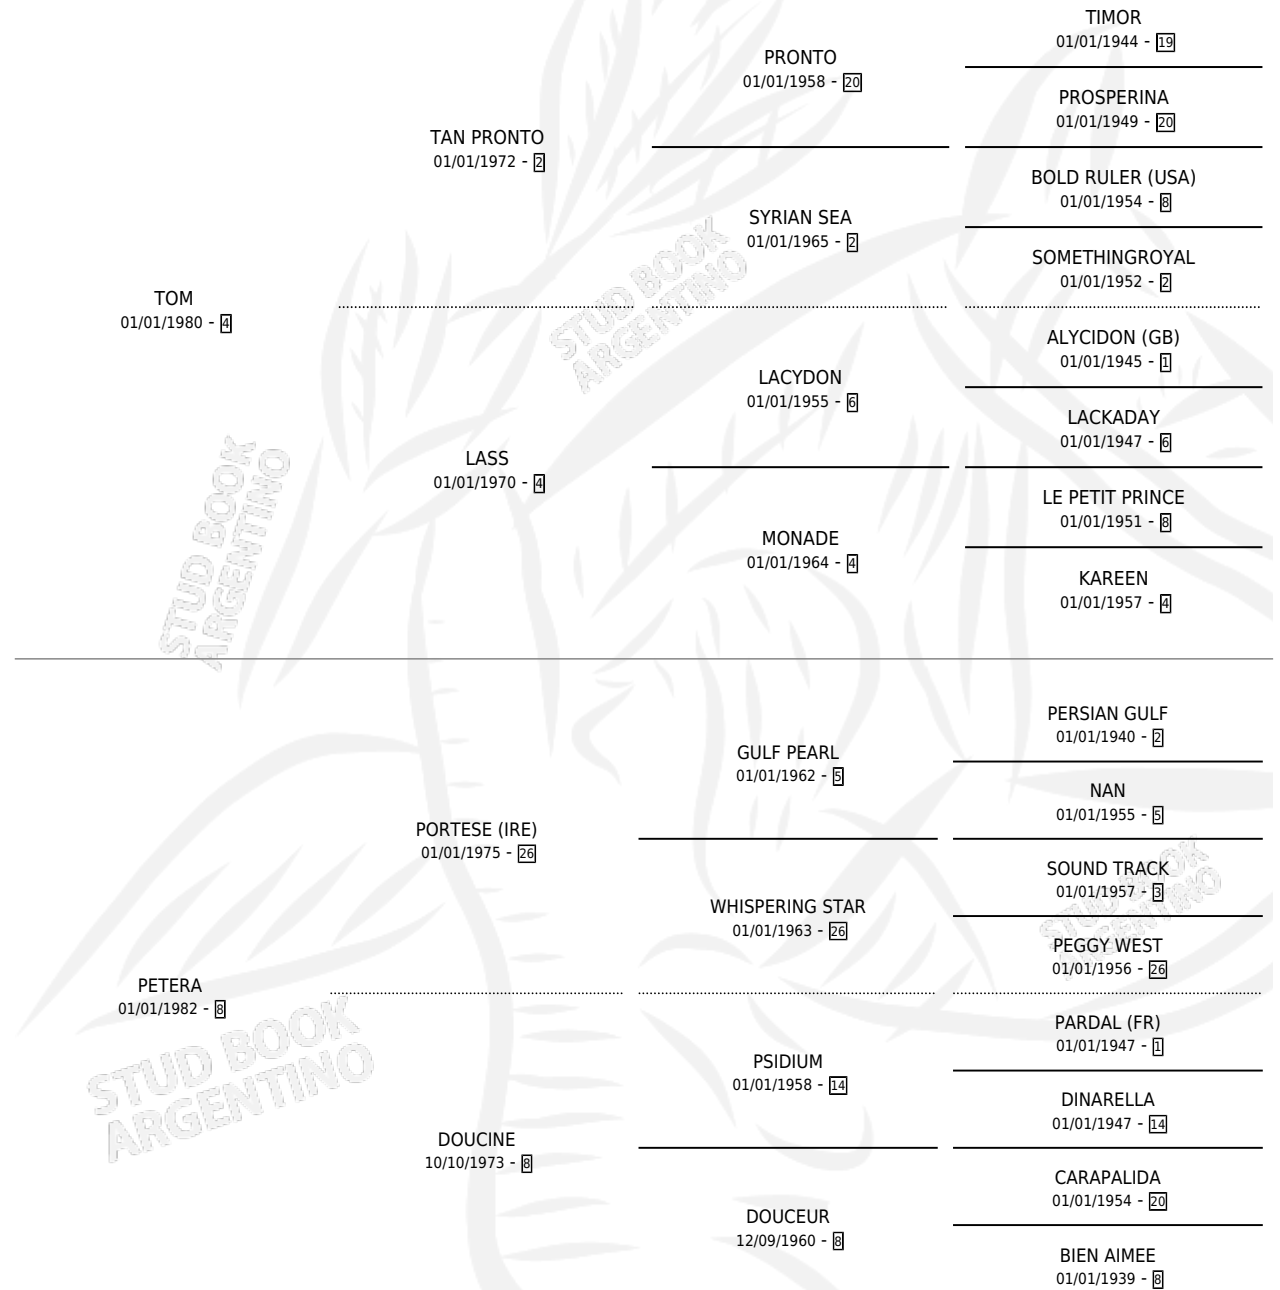 TIMOR
01/01/1944 - 19
PRONTO
01/01/1958 - 20
PROSPERINA
01/01/1949 - 20
TAN PRONTO
01/01/1972 - 2
BOLD RULER (USA)
01/01/1954 - 8
SYRIAN SEA
01/01/1965 - 2
SOMETHINGROYAL
01/01/1952 - 2
TOM
01/01/1980 - 4
STUD BOOK
ARGENTINO
ALYCIDON (GB)
01/01/1945 - 1
LACYDON
01/01/1955 - 6
LACKADAY
01/01/1947 - 6
LASS
01/01/1970 - 4
LE PETIT PRINCE
01/01/1951 - 8
MONADE
01/01/1964 - 4
KAREEN
01/01/1957 - 4
STUD BOOK
ARGENTINO
PERSIAN GULF
01/01/1940 - 2
GULF PEARL
01/01/1962 - 5
NAN
01/01/1955 - 5
PORTESE (IRE)
01/01/1975 - 26
SOUND TRACK
01/01/1957 - 3
WHISPERING STAR
01/01/1963 - 26
PEGGY WEST
01/01/1956 - 26
STUD BOOK
ARGENTINO
PETERA
01/01/1982 - 8
STUD BOOK
ARGENTINO
PARDAL (FR)
01/01/1947 - 1
PSIDIUM
01/01/1958 - 14
DINARELLA
01/01/1947 - 14
DOUCINE
10/10/1973 - 8
CARAPALIDA
01/01/1954 - 20
DOUCEUR
12/09/1960 - 8
BIEN AIMEE
01/01/1939 - 8